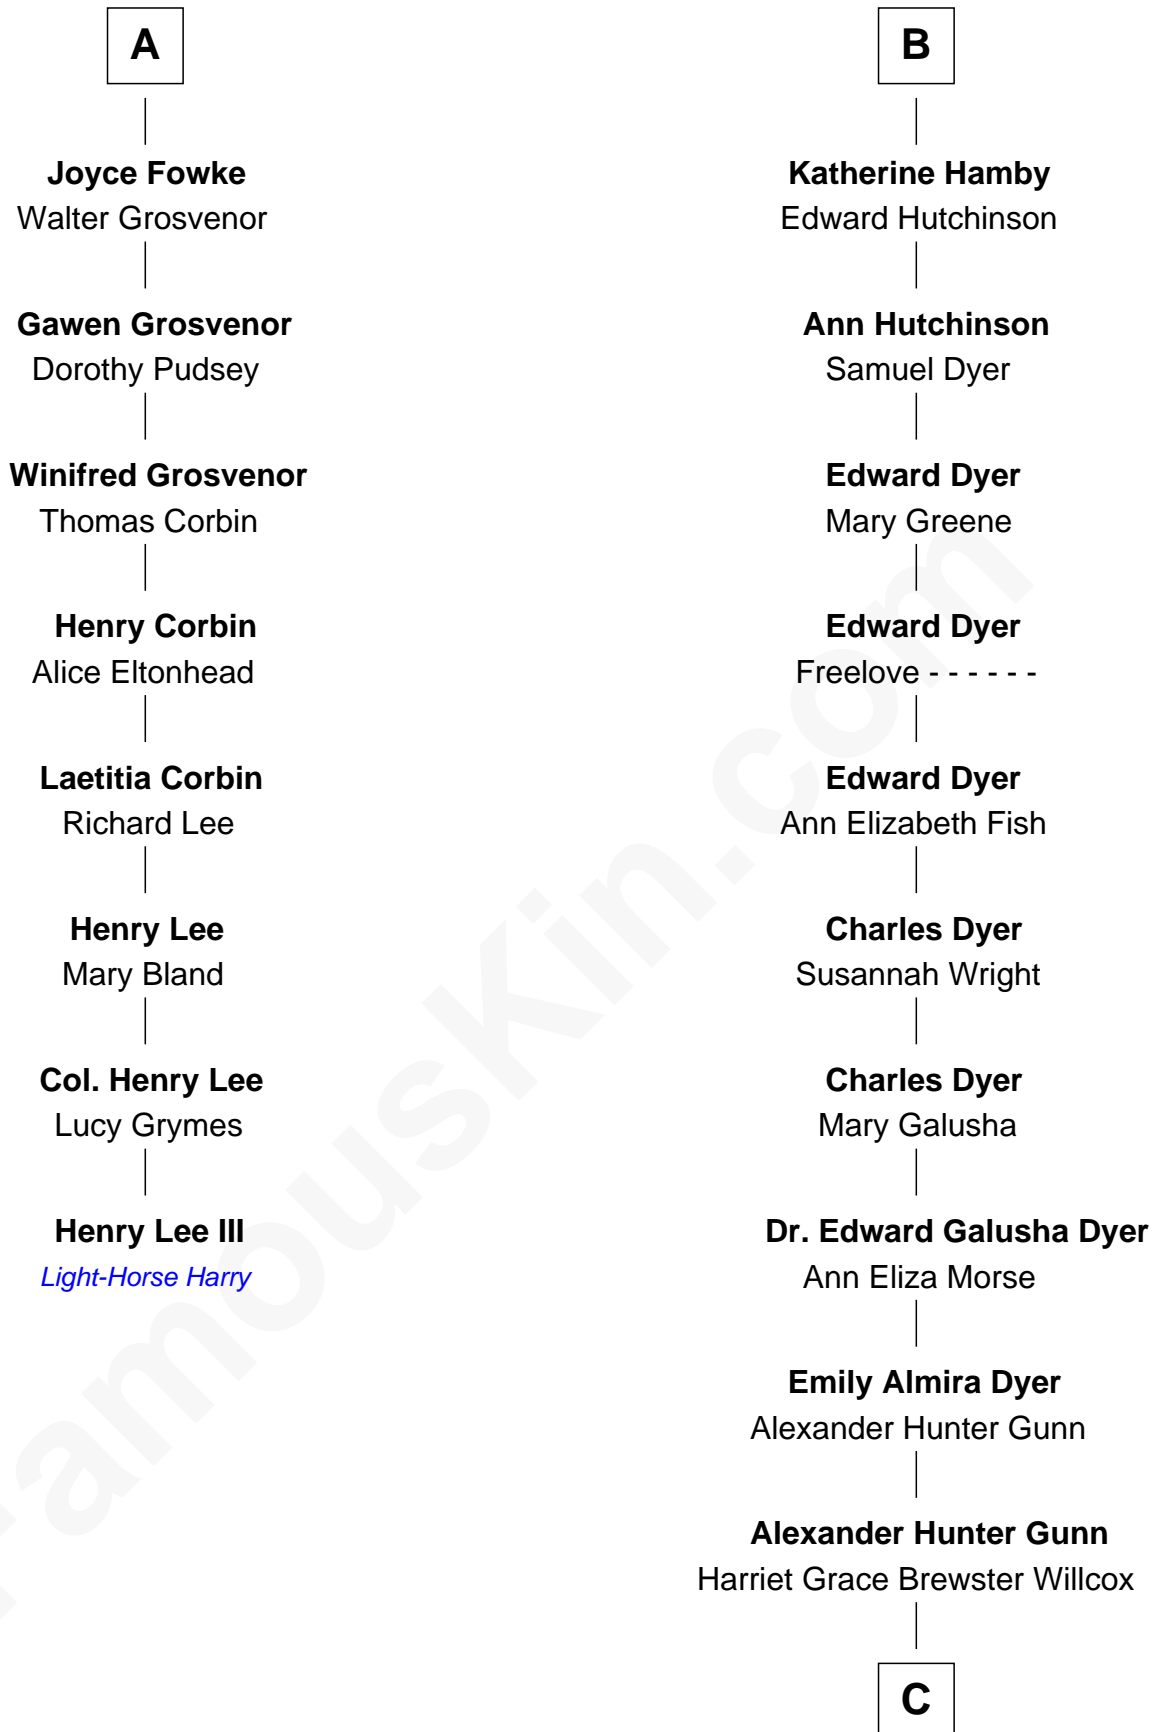 A
Joyce Fowke
Walter Grosvenor
Gawen Grosvenor
Dorothy Pudsey
Winifred Grosvenor
Thomas Corbin
Henry Corbin
Alice Eltonhead
Laetitia Corbin
Richard Lee
Henry Lee
Mary Bland
Col. Henry Lee
Lucy Grymes
Henry Lee III
Light-Horse Harry
B
Katherine Hamby
Edward Hutchinson
Ann Hutchinson
Samuel Dyer
Edward Dyer
Mary Greene
Edward Dyer
Freelove - - - - - -
Edward Dyer
Ann Elizabeth Fish
Charles Dyer
Susannah Wright
Charles Dyer
Mary Galusha
Dr. Edward Galusha Dyer
Ann Eliza Morse
Emily Almira Dyer
Alexander Hunter Gunn
Alexander Hunter Gunn
Harriet Grace Brewster Willcox
C
FamousKin.com